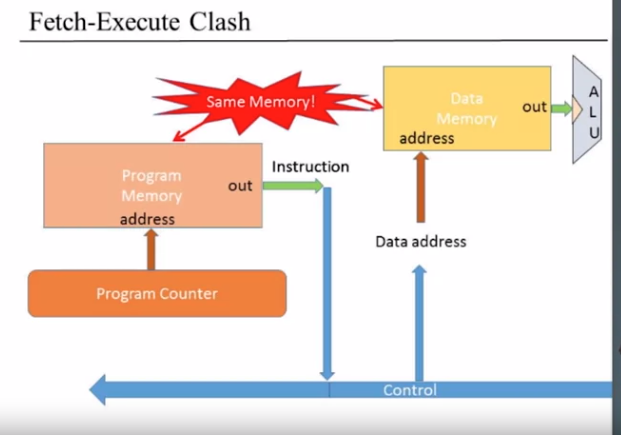 Fetch-Execute Clash
Same Memory!
Data
Memory
out
address
A
L
U
Program
Memory
out
address
Instruction
Data address
Program Counter
Control